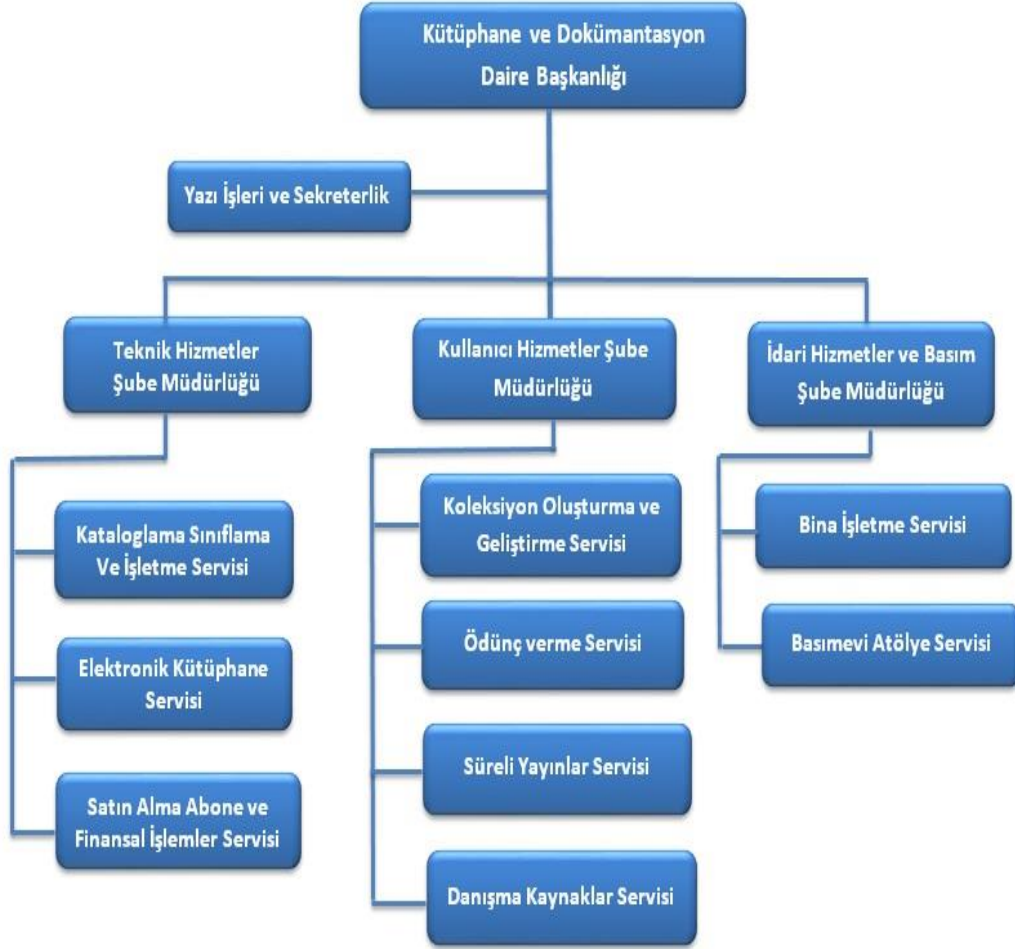 Kütüphane ve Dokümantasyon
Daire Başkanlığı
Yazı İşleri ve Sekreterlik
Teknik Hizmetler
Şube Müdürlüğü
Kataloglama Sınıflama
Ve İşletme Servisi
Elektronik Kütüphane
Servisi
Satın Alma Abone ve
Finansal İşlemler Servisi
Kullanıcı Hizmetler Şube
Müdürlüğü
Koleksiyon Oluşturma ve
Geliştirme Servisi
Ödünç verme Servisi
Süreli Yayınlar Servisi
Danışma Kaynaklar Servisi
İdari Hizmetler ve Basım
Şube Müdürlüğü
Bina İşletme Servisi
Basımevi Atölye Servisi